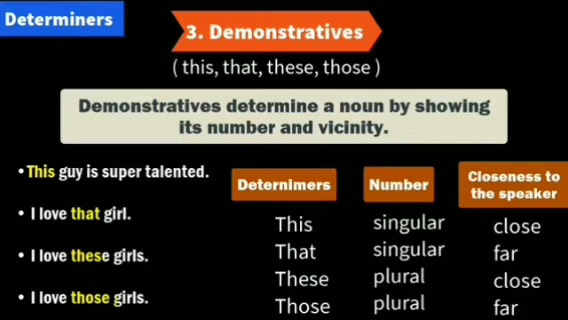 Determiners
3. Demonstratives
( this, that, these, those )
Demonstratives determine a noun by showing
its number and vicinity.
• This guy is super talented.
• I love that girl.
• I love these girls.
• I love those girls.
Deternimers Number Closeness to
the speaker
This singular close
That singular far
These plural close
Those plural far